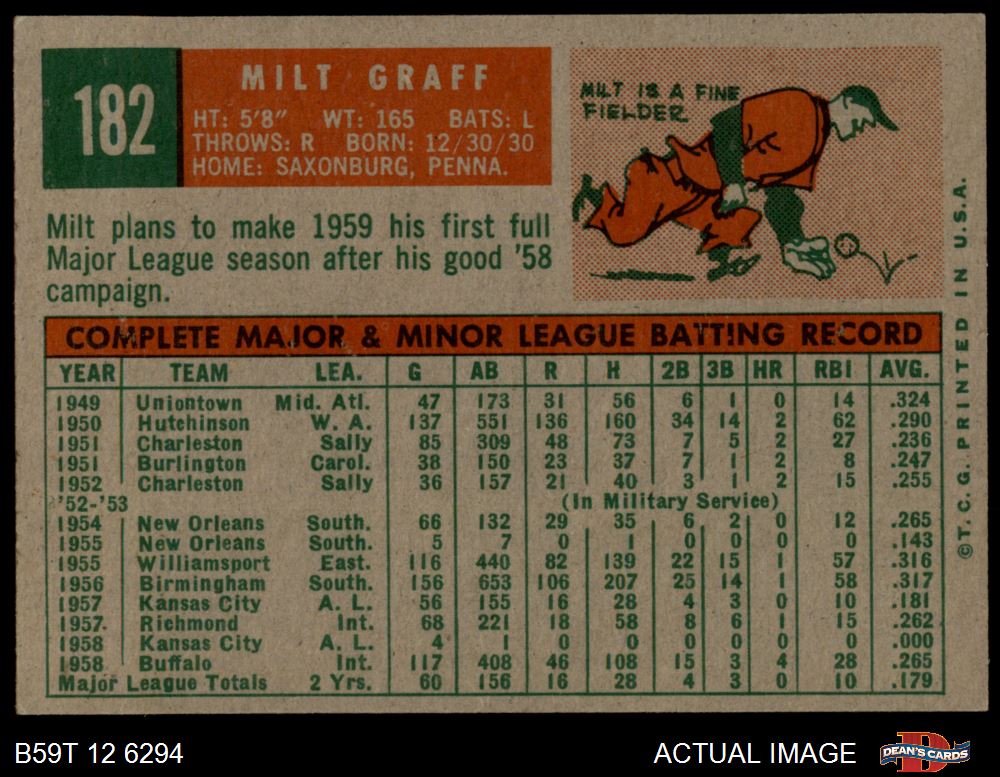 182
MILT GRAFF
HT: 5'8" WT: 165 BATS: L
THROWS: R BORN: 12/30/30
HOME: SAXONBURG, PENNA.
MILT IS A FINE
FIELDER
Milt plans to make 1959 his first full
Major League season after his good '58
campaign.
COMPLETE MAJOR & MINOR LEAGUE BATTING RECORD
YEAR TEAM LEA. G AB R H 2B 3B HR RBI AVG.
1949 Uniontown Mid. Atl. 47 173 31 56 6 1 0 14 .324
1950 Hutchinson W. A. 137 551 136 160 34 14 2 62 .290
1951 Charleston Sally 85 309 48 73 7 5 2 27 .236
1951 Burlington Carol. 38 150 23 37 7 1 2 8 .247
1952 Charleston Sally 36 157 21 40 3 1 2 15 .255
'52-'53 (In Military Service)
1954 New Orleans South. 66 132 29 35 6 2 0 12 .265
1955 New Orleans South. 5 7 0 1 0 0 0 0 .143
1955 Williamsport East. 116 440 82 139 22 15 1 57 .316
1956 Birmingham South. 156 653 106 207 25 14 1 58 .317
1957 Kansas City A. L. 56 155 16 28 4 3 0 10 .181
1957 Richmond Int. 68 221 18 58 8 6 1 15 .262
1958 Kansas City A. L. 4 1 0 0 0 0 0 0 .000
1958 Buffalo Int. 117 408 46 108 15 3 4 28 .265
Major League Totals 2 Yrs. 60 156 16 28 4 3 0 10 .179
©T.C.G. PRINTED IN U.S.A.
B59T 12 6294
ACTUAL IMAGE
DEAN'S CARDS